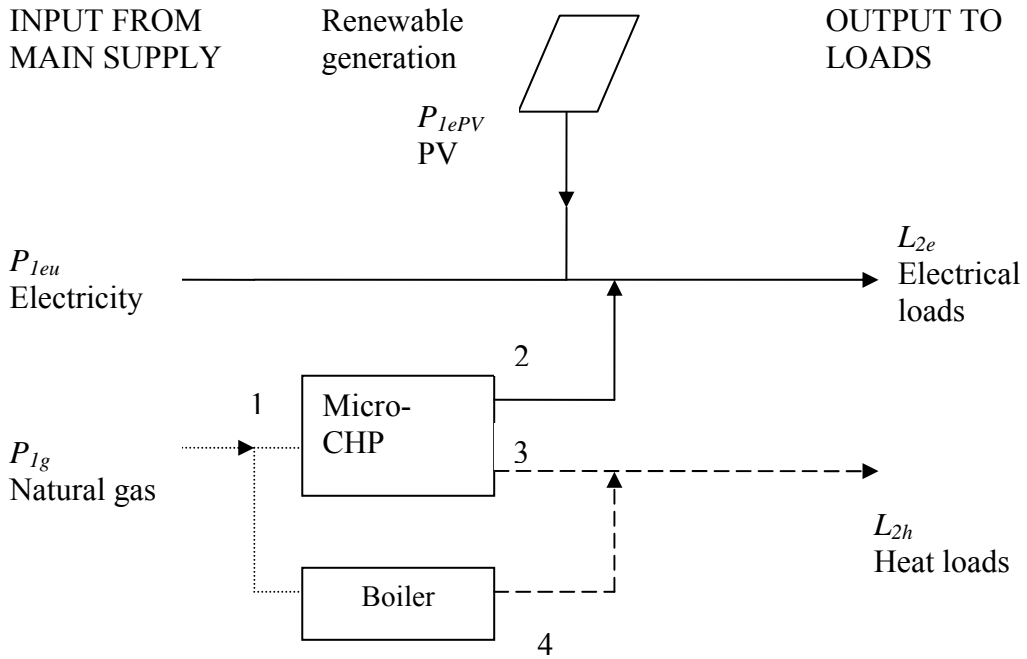 INPUT FROM
MAIN SUPPLY
Renewable
generation
OUTPUT TO
LOADS
P1ePV
PV
P1eu
Electricity
L2e
Electrical
loads
2
1
Micro-
CHP
3
P1g
Natural gas
L2h
Heat loads
Boiler
4